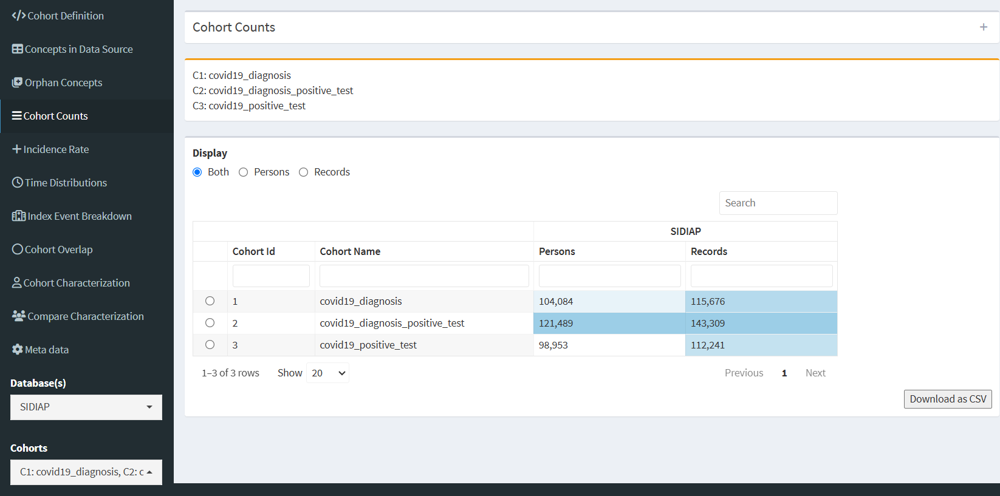 Cohort Definition
Concepts in Data Source
Orphan Concepts
Cohort Counts
Incidence Rate
Time Distributions
Index Event Breakdown
Cohort Overlap
Cohort Characterization
Compare Characterization
Meta data
Database(s)
SIDIAP
Cohorts
C1: covid19_diagnosis, C2: c
Cohort Counts
C1: covid19_diagnosis
C2: covid19_diagnosis_positive_test
C3: covid19_positive_test
Display
Both Persons Records
Search
SIDIAP
Cohort Id Cohort Name Persons Records
1 covid19_diagnosis 104,084 115,676
2 covid19_diagnosis_positive_test 121,489 143,309
3 covid19_positive_test 98,953 112,241
1–3 of 3 rows Show 20 Previous 1 Next
Download as CSV